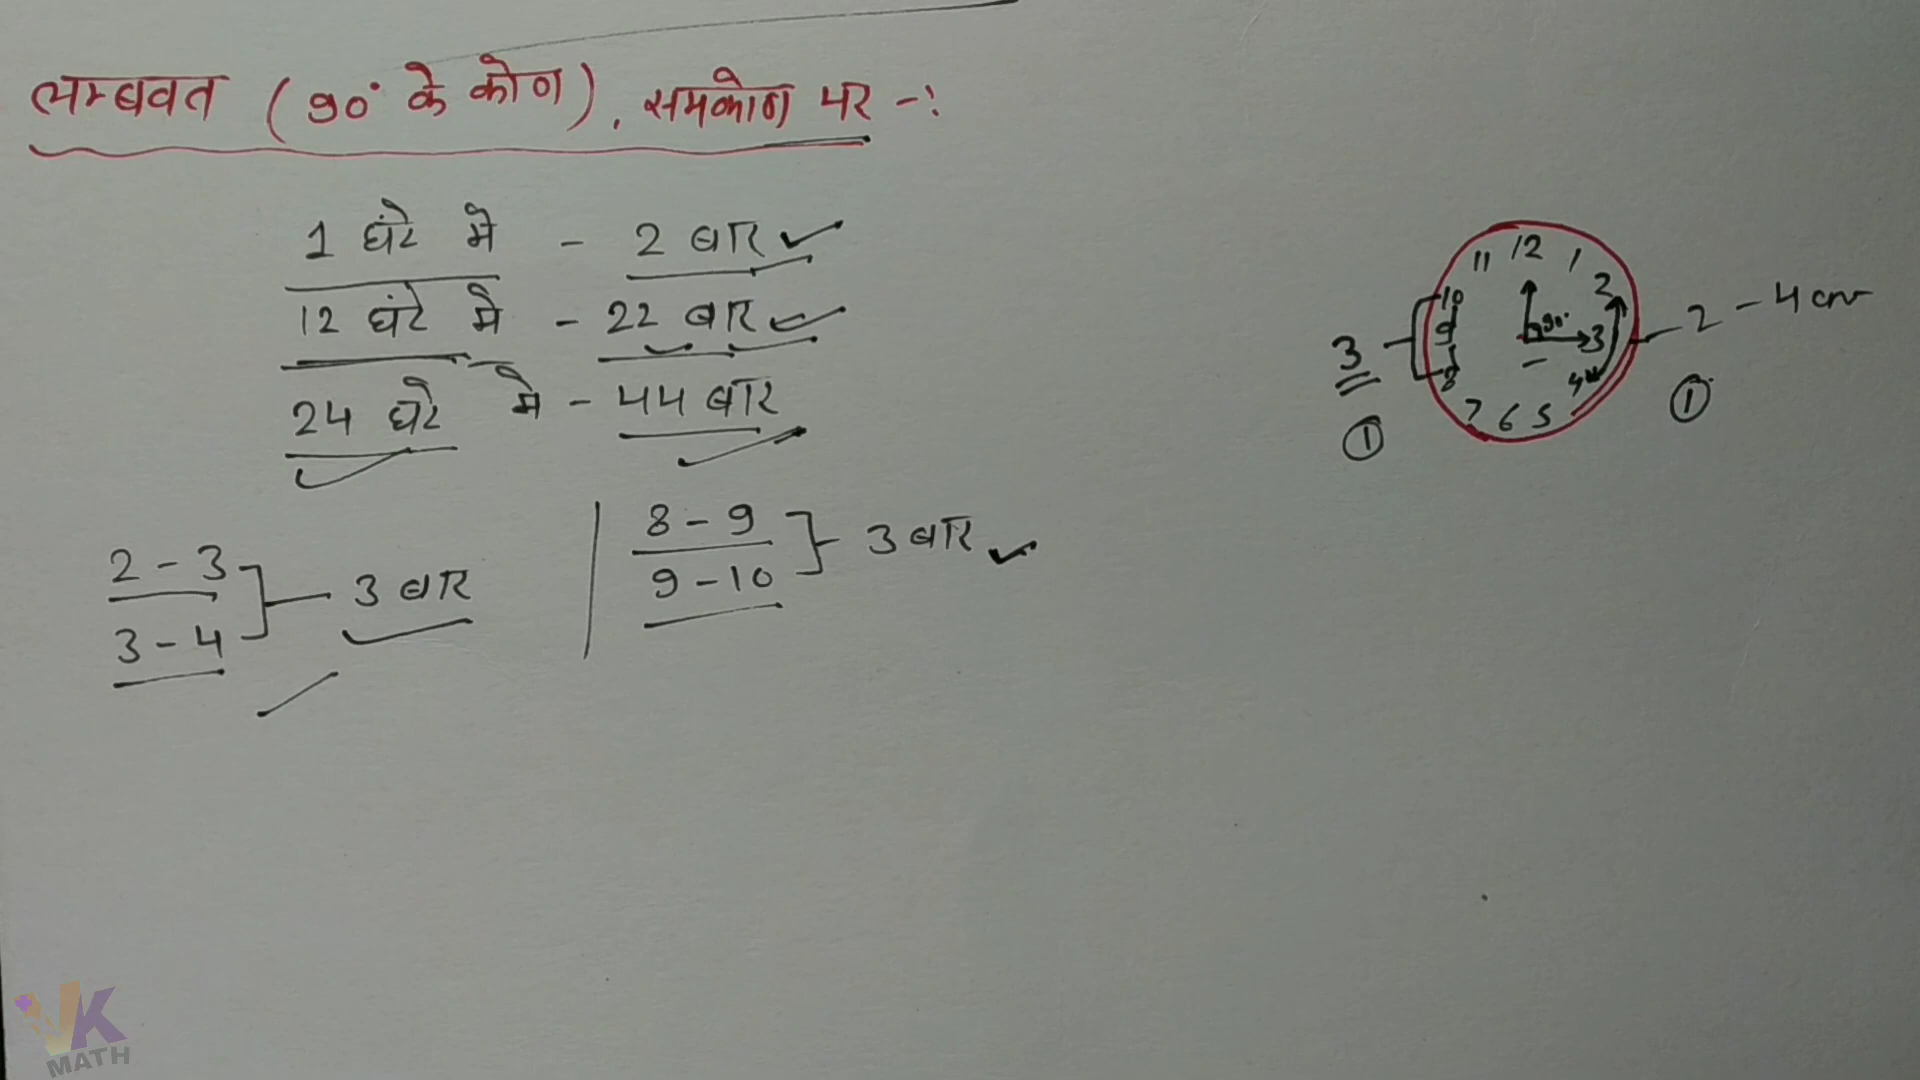 लम्बवत ( 90° के कोण ) , समकोण पर -:
1 घंटे मे - 2 बार
12 घंटे मे - 22 बार
24 घंटे मे - 44 बार
2 - 3
3 - 4
3 बार
8 - 9
9 - 10
3 बार
11 12 1
10 2
9 90° 3
8 4
7 6 5
3
1
2 - 4
1
VK
MATH